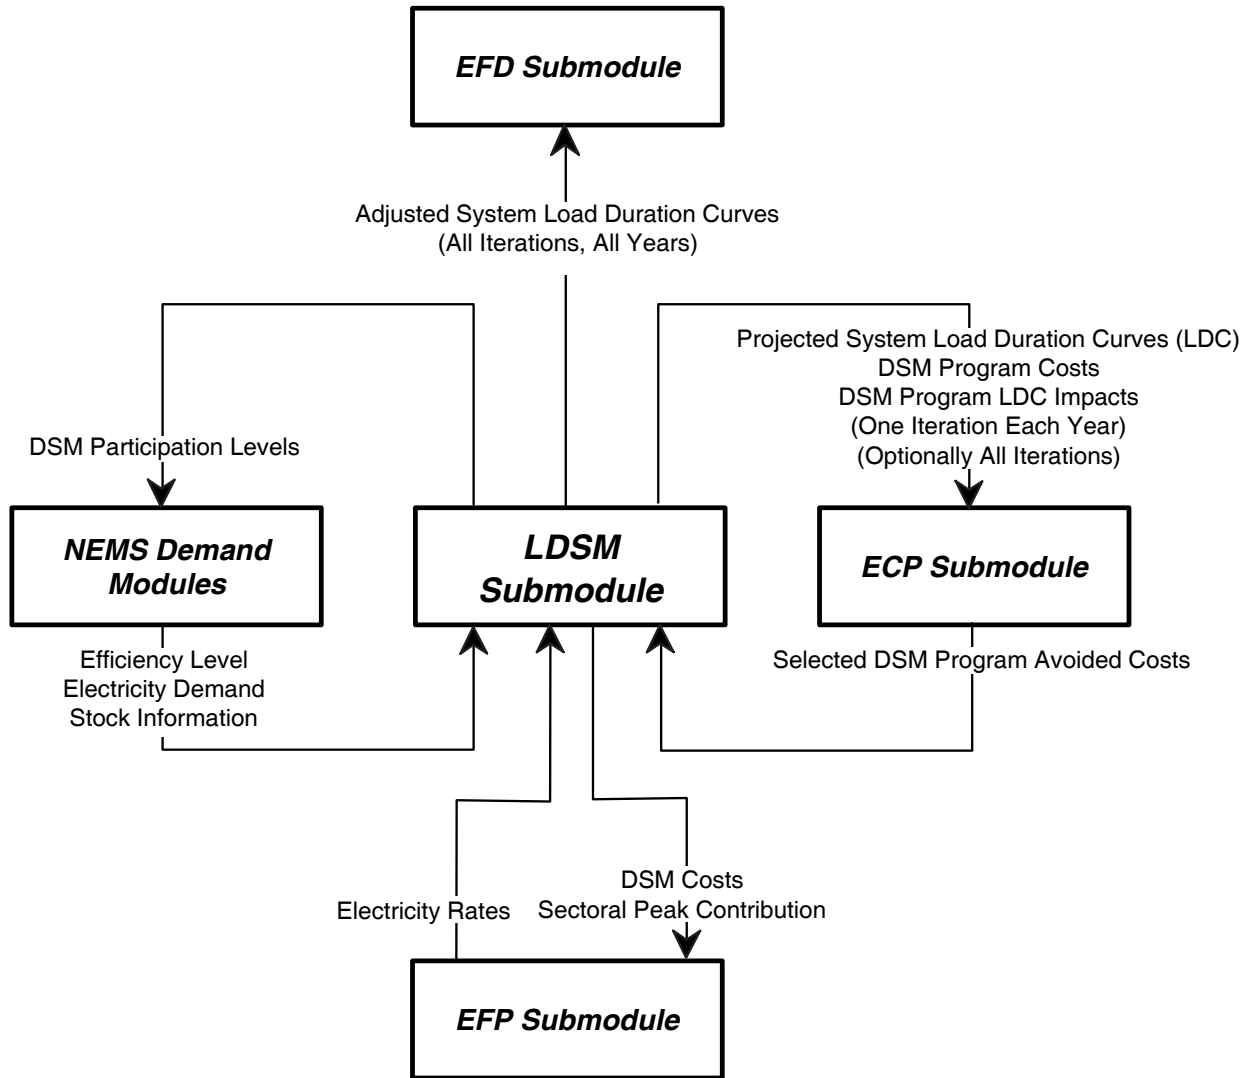 EFD Submodule
Adjusted System Load Duration Curves
(All Iterations, All Years)
Projected System Load Duration Curves (LDC)
DSM Program Costs
DSM Program LDC Impacts
(One Iteration Each Year)
(Optionally All Iterations)
DSM Participation Levels
NEMS Demand
Modules
LDSM
Submodule
ECP Submodule
Efficiency Level
Electricity Demand
Stock Information
Selected DSM Program Avoided Costs
Electricity Rates
DSM Costs
Sectoral Peak Contribution
EFP Submodule